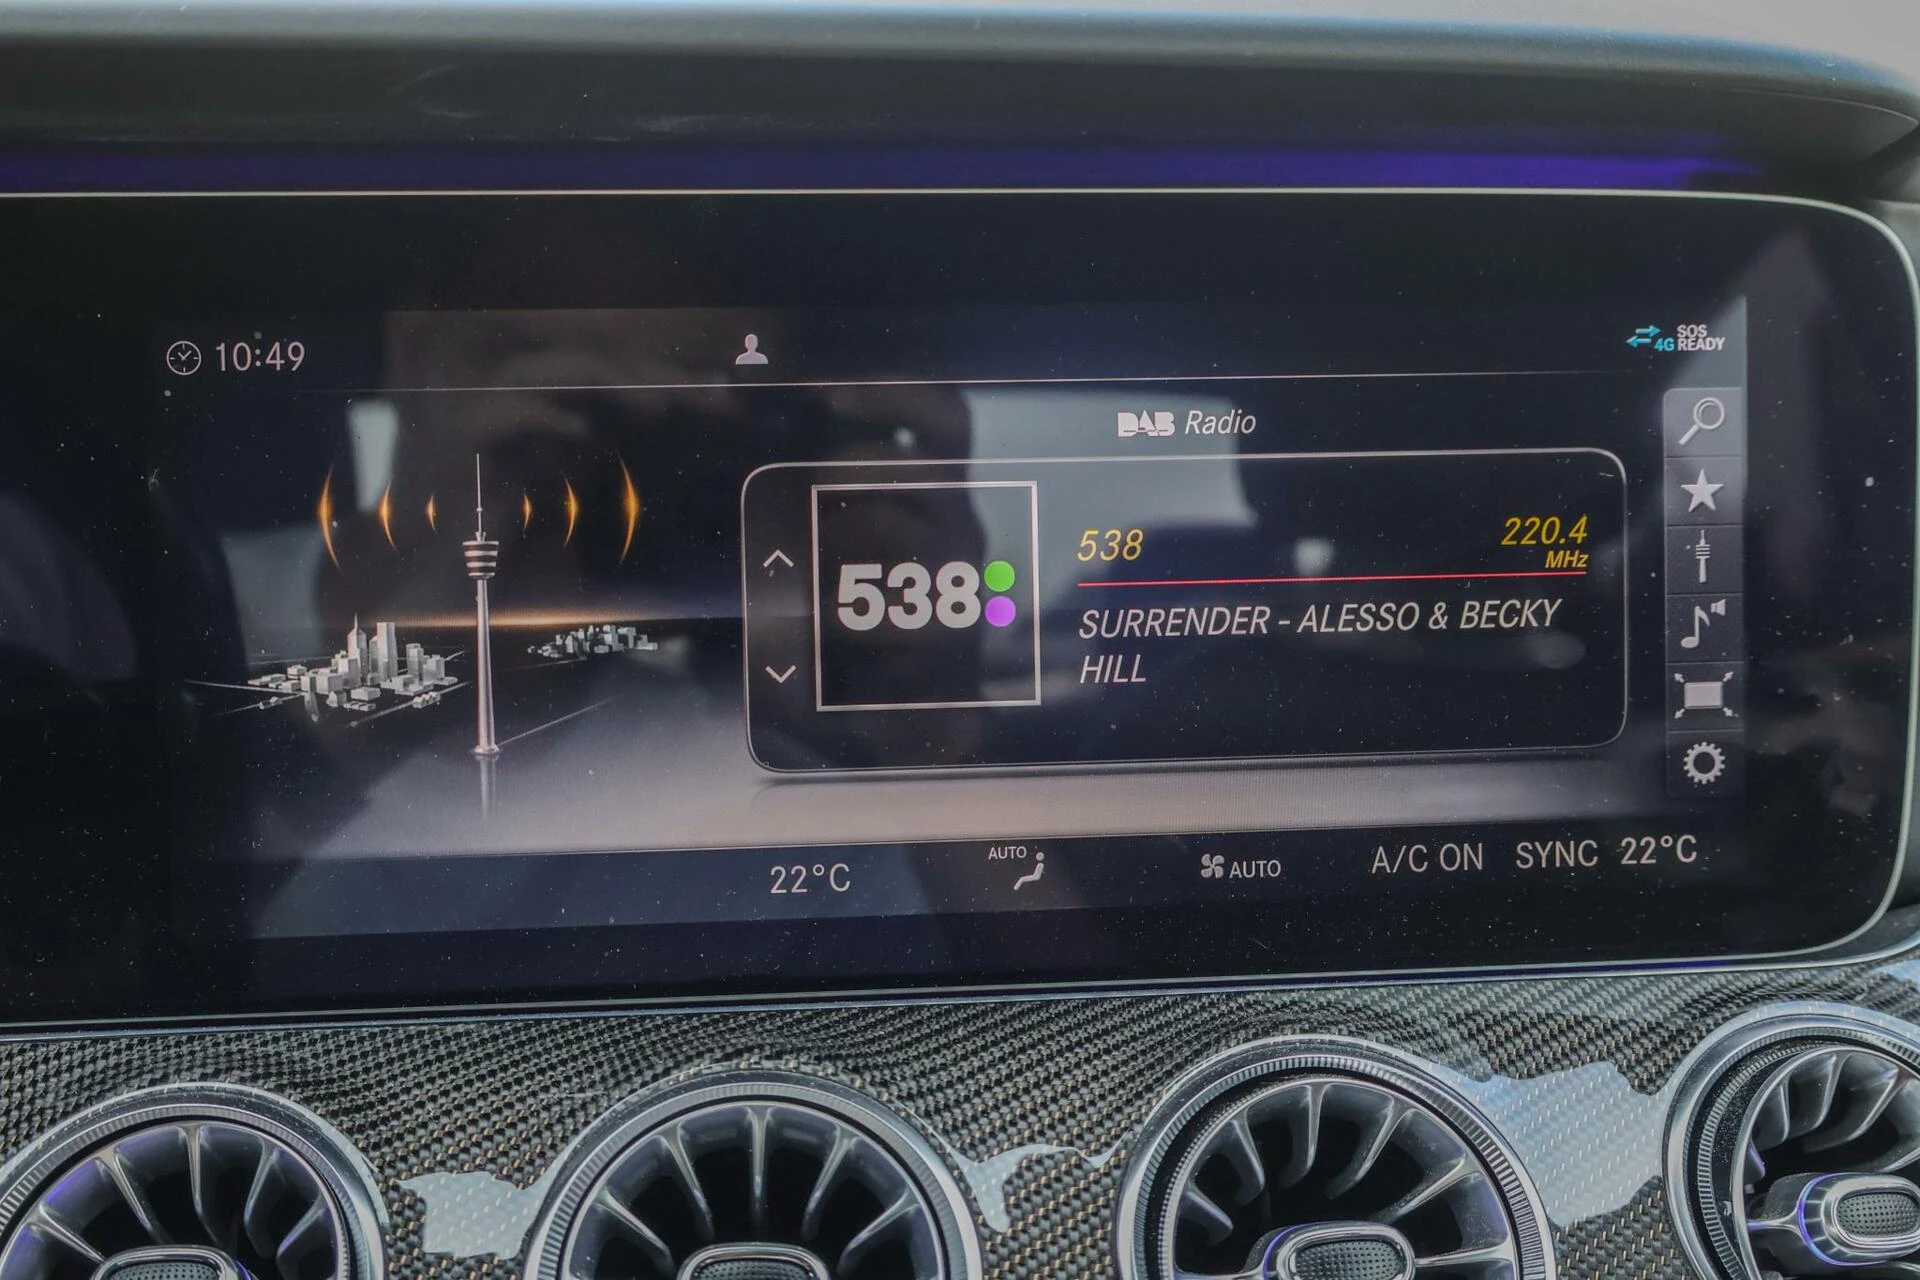 10:49
4G SOS READY
DAB Radio
538
538
220.4
MHz
SURRENDER - ALESSO & BECKY
HILL
22°C
AUTO
AUTO
A/C ON
SYNC
22°C